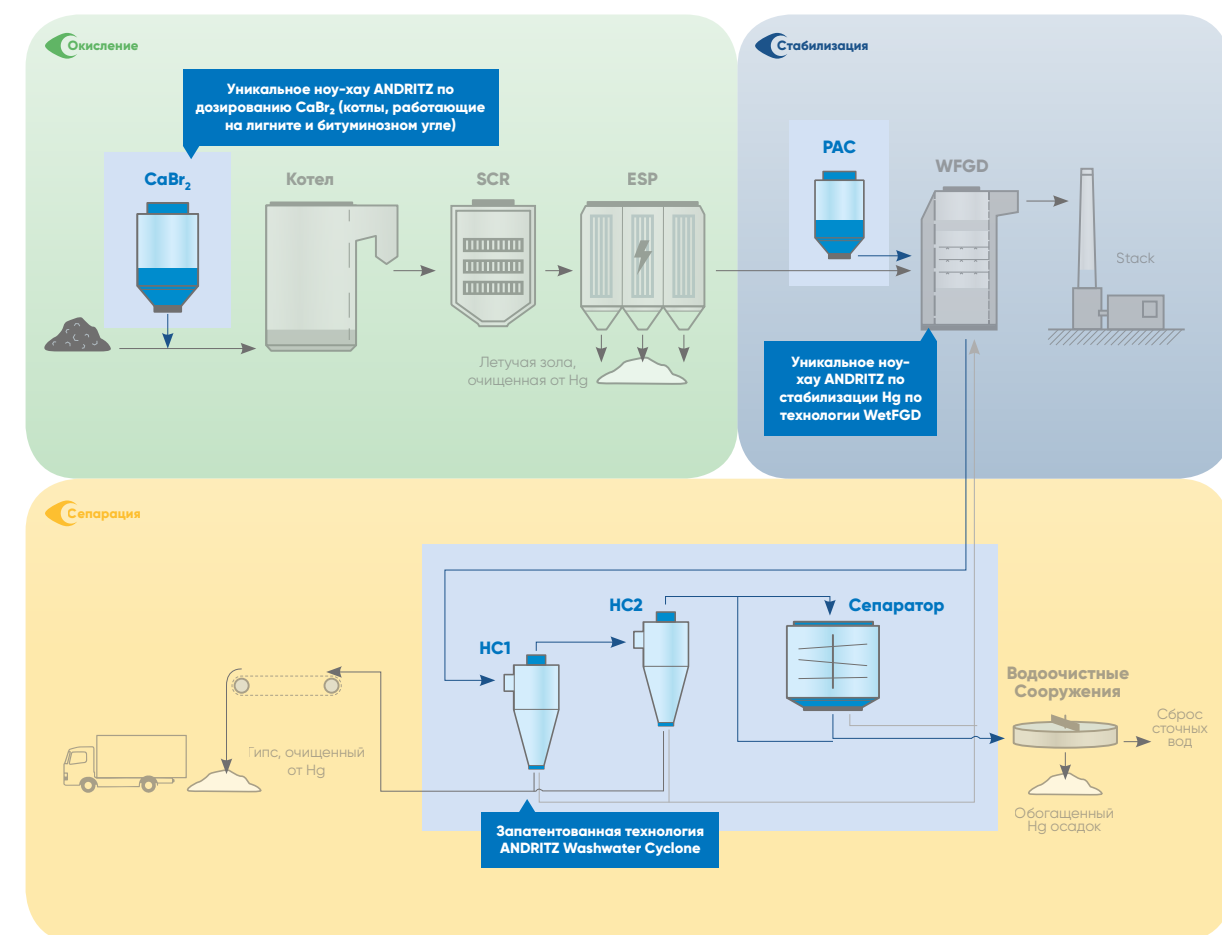 Окисление
Уникальное ноу-хау ANDRITZ по
дозированию CaBr₂ (котлы, работающие
на лигните и битуминозном угле)
CaBr₂
Котел
SCR
ESP
Летучая зола,
очищенная от Hg
Стабилизация
PAC
WFGD
Stack
Уникальное ноу-
хау ANDRITZ по
стабилизации Hg по
технологии WetFGD
Сепарация
HC1
HC2
Сепаратор
Водоочистные
Сооружения
Сброс
сточных
вод
Гипс, очищенный
от Hg
Обогащенный
Hg осадок
Запатентованная технология
ANDRITZ Washwater Cyclone